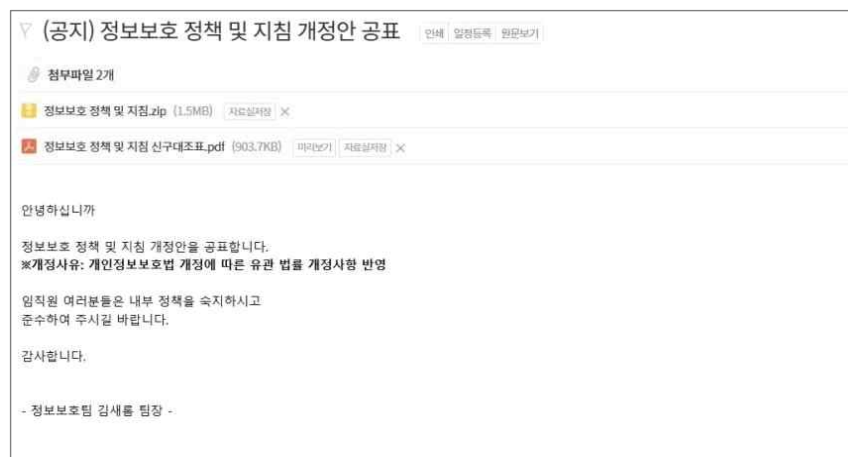 (공지) 정보보호 정책 및 지침 개정안 공표 인쇄 일정등록 원문보기
첨부파일 2개
정보보호 정책 및 지침.zip (1.5MB) 자료실저장 ×
정보보호 정책 및 지침 신구대조표.pdf (903.7KB) 미리보기 자료실저장 ×
안녕하십니까
정보보호 정책 및 지침 개정안을 공표합니다.
※개정사유: 개인정보보호법 개정에 따른 유관 법률 개정사항 반영
임직원 여러분들은 내부 정책을 숙지하시고
준수하여 주시길 바랍니다.
감사합니다.
- 정보보호팀 김새롬 팀장 -